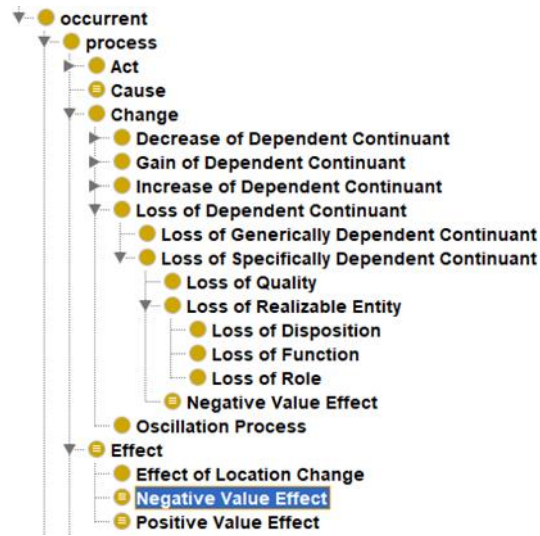 occurrent
process
Act
Cause
Change
Decrease of Dependent Continuant
Gain of Dependent Continuant
Increase of Dependent Continuant
Loss of Dependent Continuant
Loss of Generically Dependent Continuant
Loss of Specifically Dependent Continuant
Loss of Quality
Loss of Realizable Entity
Loss of Disposition
Loss of Function
Loss of Role
Negative Value Effect
Oscillation Process
Effect
Effect of Location Change
Negative Value Effect
Positive Value Effect